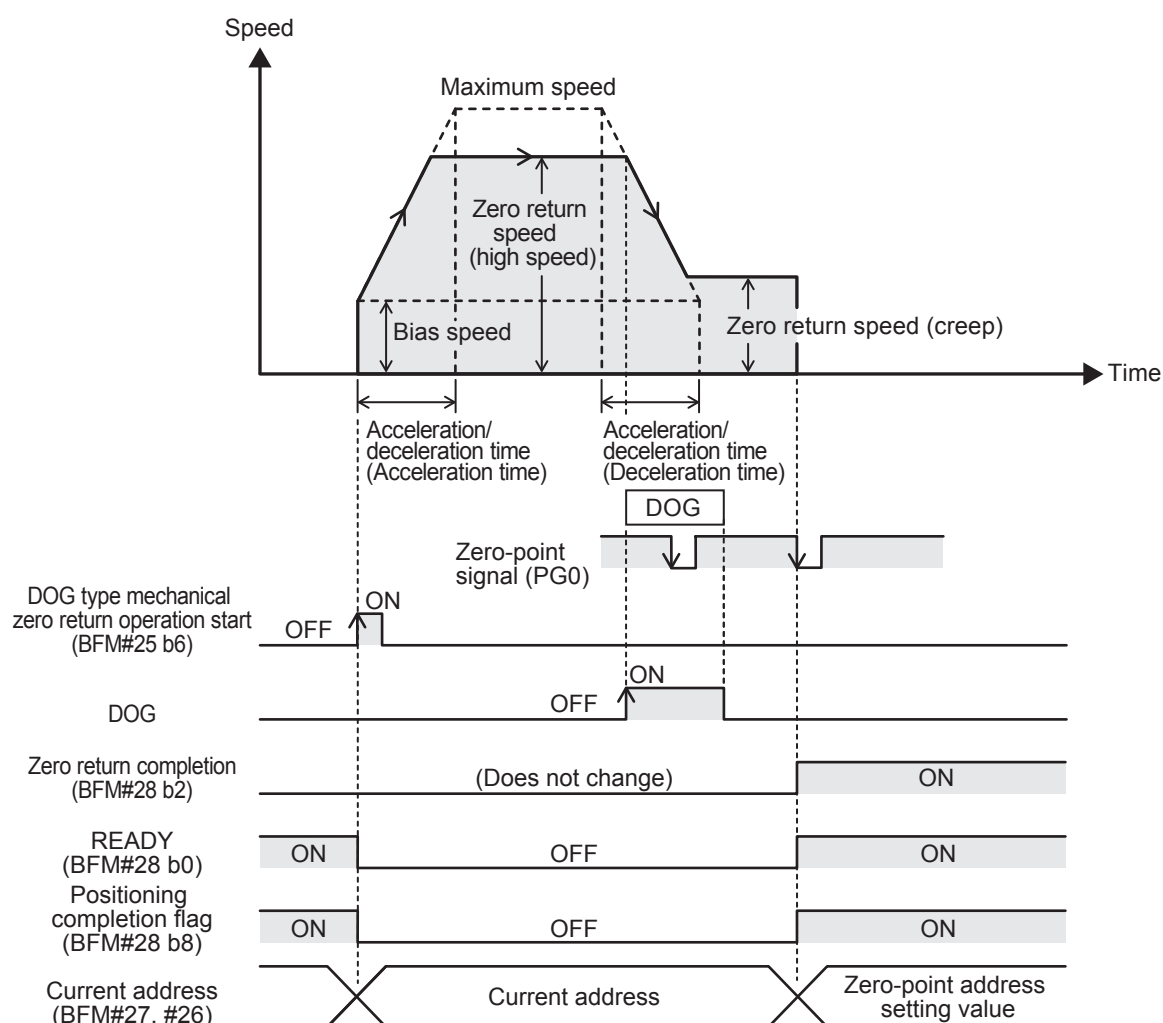 Speed
Maximum speed
Zero return
speed
(high speed)
Bias speed
Zero return speed (creep)
Time
Acceleration/
deceleration time
(Acceleration time)
Acceleration/
deceleration time
(Deceleration time)
DOG
Zero-point
signal (PG0)
DOG type mechanical
zero return operation start
(BFM#25 b6)
OFF
ON
DOG
OFF
ON
Zero return completion
(BFM#28 b2)
(Does not change)
ON
READY
(BFM#28 b0)
ON
OFF
ON
Positioning
completion flag
(BFM#28 b8)
ON
OFF
ON
Current address
(BFM#27, #26)
Current address
Zero-point address
setting value